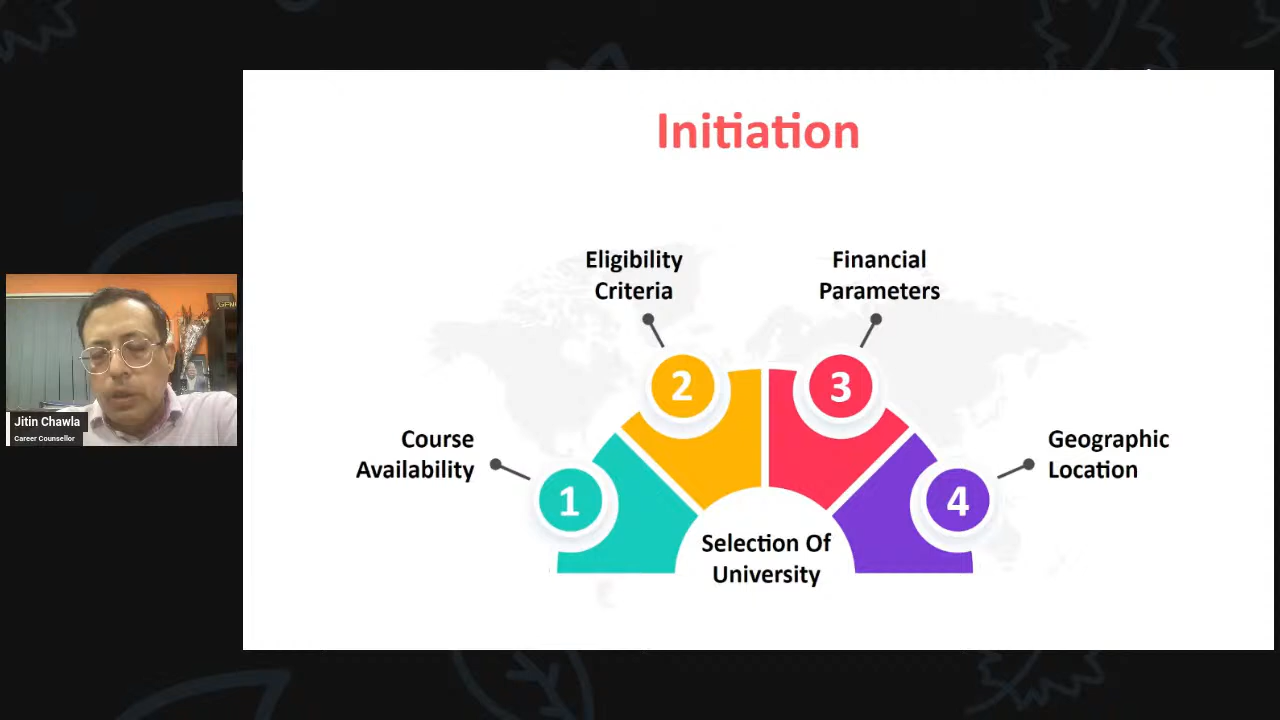 Initiation
Eligibility
Criteria
Financial
Parameters
2
3
Course
Availability
Geographic
Location
1
4
Selection Of
University
Jitin Chawla
Career Counsellor